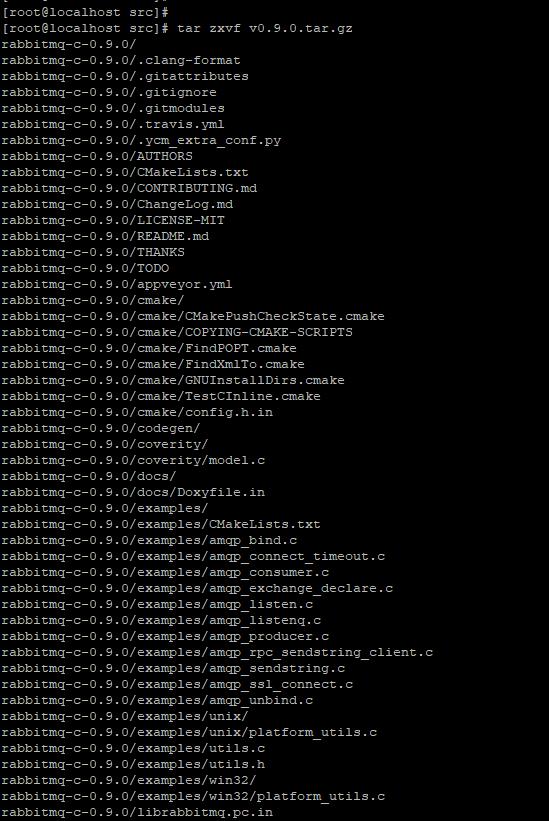 [root@localhost src]#
[root@localhost src]# tar zxvf v0.9.0.tar.gz
rabbitmq-c-0.9.0/
rabbitmq-c-0.9.0/.clang-format
rabbitmq-c-0.9.0/.gitattributes
rabbitmq-c-0.9.0/.gitignore
rabbitmq-c-0.9.0/.gitmodules
rabbitmq-c-0.9.0/.travis.yml
rabbitmq-c-0.9.0/.ycm_extra_conf.py
rabbitmq-c-0.9.0/AUTHORS
rabbitmq-c-0.9.0/CMakeLists.txt
rabbitmq-c-0.9.0/CONTRIBUTING.md
rabbitmq-c-0.9.0/ChangeLog.md
rabbitmq-c-0.9.0/LICENSE-MIT
rabbitmq-c-0.9.0/README.md
rabbitmq-c-0.9.0/THANKS
rabbitmq-c-0.9.0/TODO
rabbitmq-c-0.9.0/appveyor.yml
rabbitmq-c-0.9.0/cmake/
rabbitmq-c-0.9.0/cmake/CMakePushCheckState.cmake
rabbitmq-c-0.9.0/cmake/COPYING-CMAKE-SCRIPTS
rabbitmq-c-0.9.0/cmake/FindPOPT.cmake
rabbitmq-c-0.9.0/cmake/FindXmlTo.cmake
rabbitmq-c-0.9.0/cmake/GNUInstallDirs.cmake
rabbitmq-c-0.9.0/cmake/TestCInline.cmake
rabbitmq-c-0.9.0/cmake/config.h.in
rabbitmq-c-0.9.0/codegen/
rabbitmq-c-0.9.0/coverity/
rabbitmq-c-0.9.0/coverity/model.c
rabbitmq-c-0.9.0/docs/
rabbitmq-c-0.9.0/docs/Doxyfile.in
rabbitmq-c-0.9.0/examples/
rabbitmq-c-0.9.0/examples/CMakeLists.txt
rabbitmq-c-0.9.0/examples/amqp_bind.c
rabbitmq-c-0.9.0/examples/amqp_connect_timeout.c
rabbitmq-c-0.9.0/examples/amqp_consumer.c
rabbitmq-c-0.9.0/examples/amqp_exchange_declare.c
rabbitmq-c-0.9.0/examples/amqp_listen.c
rabbitmq-c-0.9.0/examples/amqp_listenq.c
rabbitmq-c-0.9.0/examples/amqp_producer.c
rabbitmq-c-0.9.0/examples/amqp_rpc_sendstring_client.c
rabbitmq-c-0.9.0/examples/amqp_sendstring.c
rabbitmq-c-0.9.0/examples/amqp_ssl_connect.c
rabbitmq-c-0.9.0/examples/amqp_unbind.c
rabbitmq-c-0.9.0/examples/unix/
rabbitmq-c-0.9.0/examples/unix/platform_utils.c
rabbitmq-c-0.9.0/examples/utils.c
rabbitmq-c-0.9.0/examples/utils.h
rabbitmq-c-0.9.0/examples/win32/
rabbitmq-c-0.9.0/examples/win32/platform_utils.c
rabbitmq-c-0.9.0/librabbitmq.pc.in